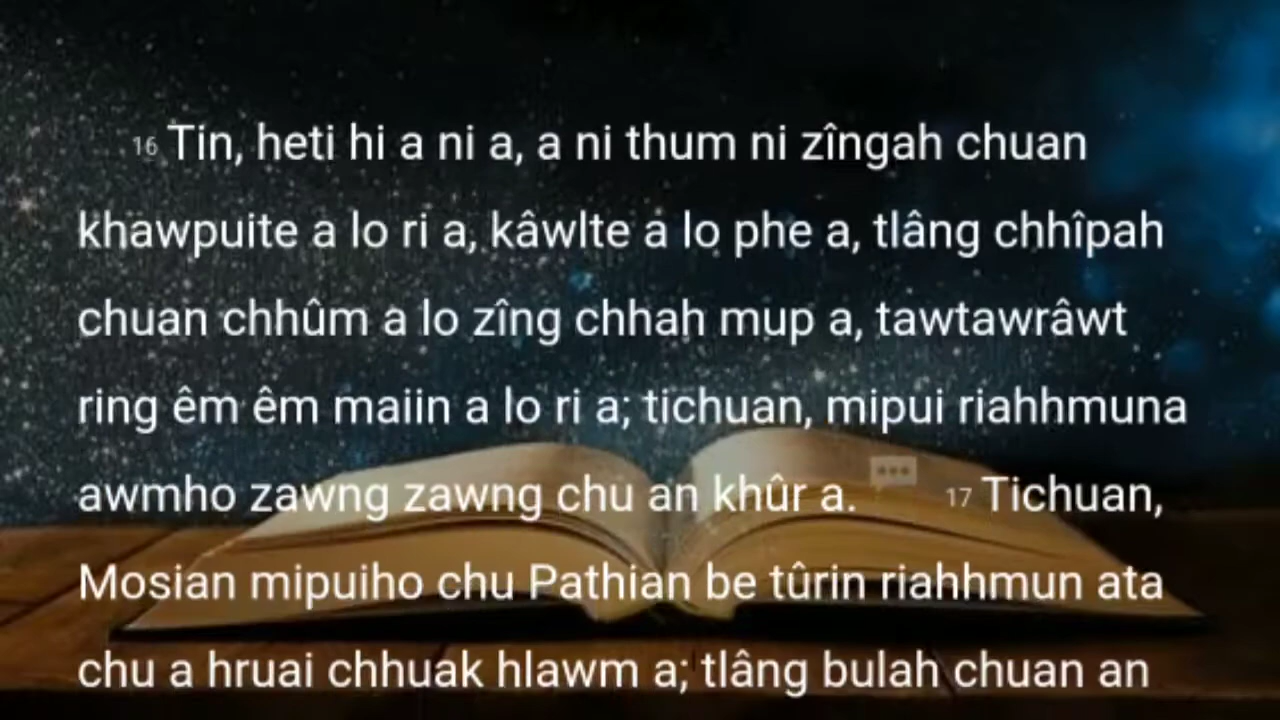 16 Tin, heti hi a ni a, a ni thum ni zîngah chuan
khawpuite a lo ri a, kâwlte a lo phe a, tlâng chhîpah
chuan chhûm a lo zîng chhah mup a, tawtawrâwt
ring êm êm maiin a lo ri a; tichuan, mipui riahhmuna
awmho zawng zawng chu an khûr a. 17 Tichuan,
Mosian mipuiho chu Pathian be tûrin riahhmun ata
chu a hruai chhuak hlawm a; tlâng bulah chuan an